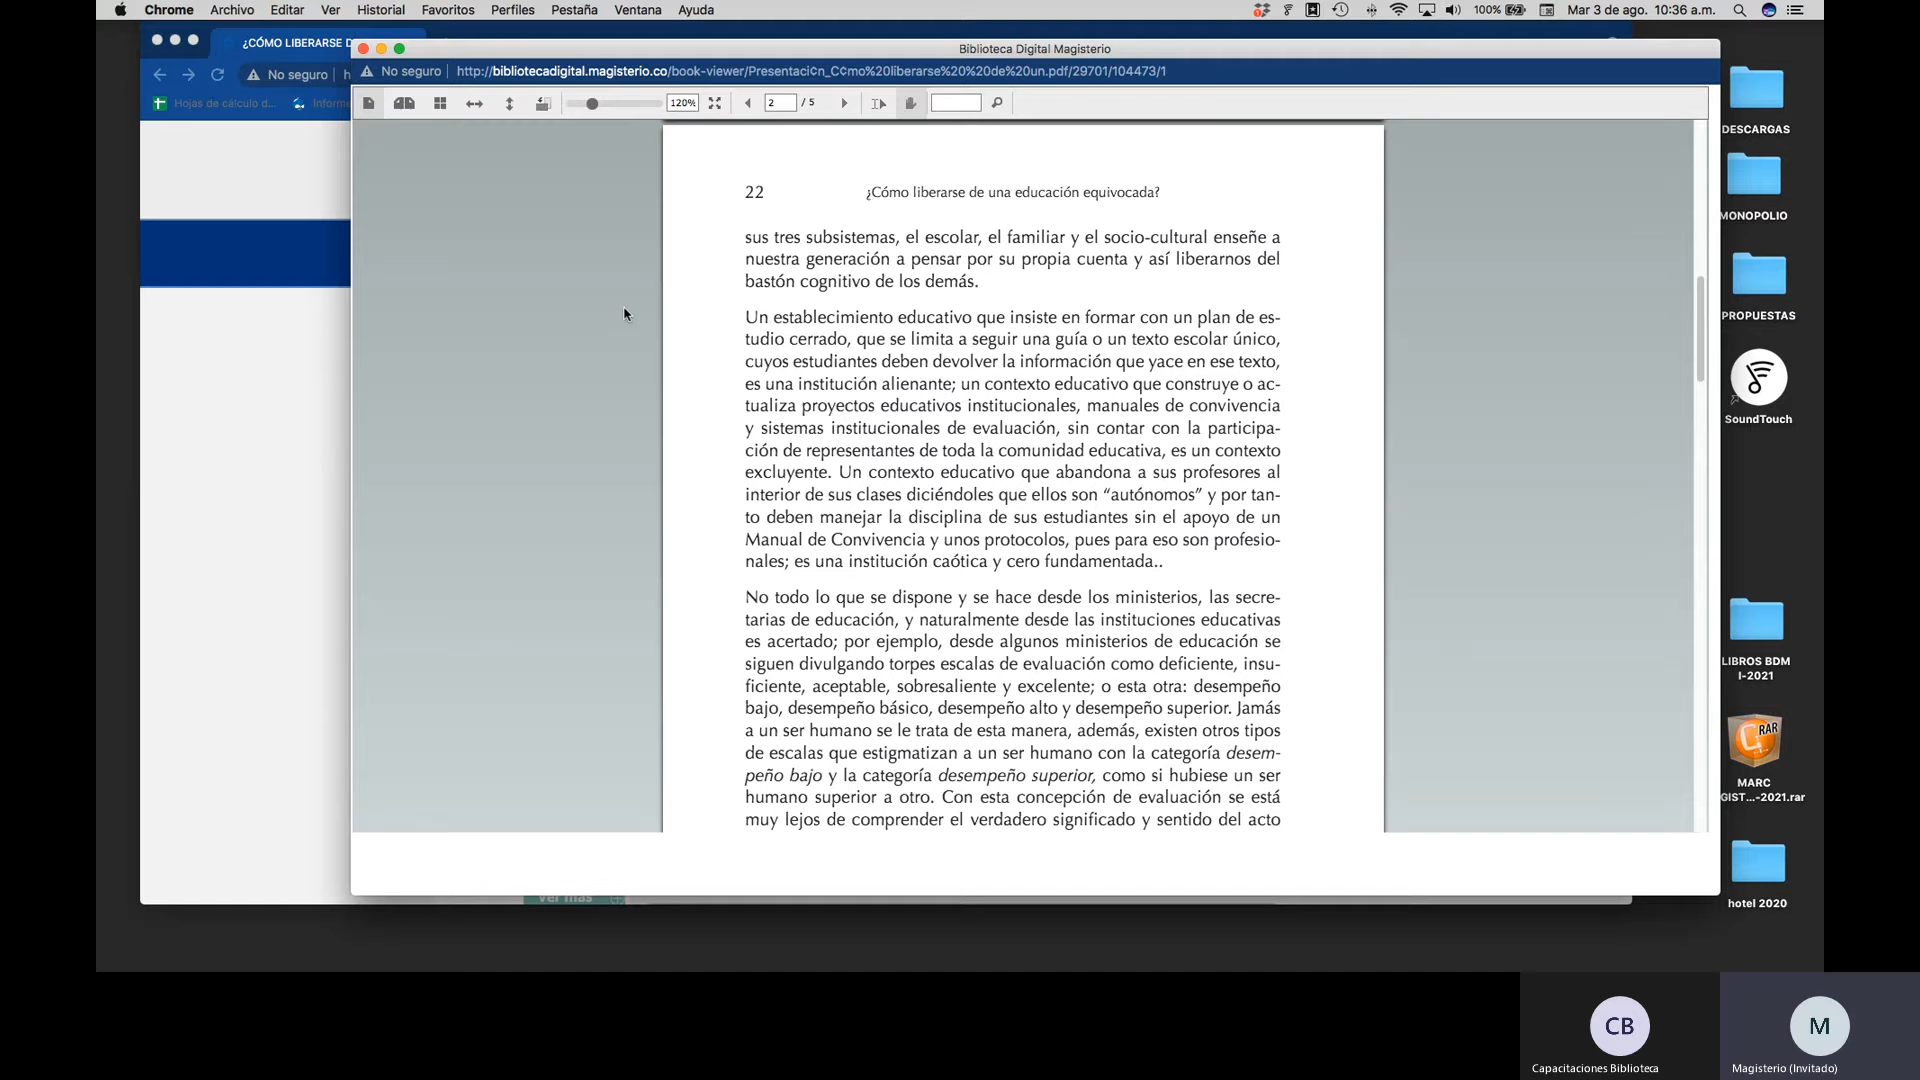 Chrome Archivo Editar Ver Historial Favoritos Perfiles Pestaña Ventana Ayuda 100% Mar 3 de ago. 10:36 a.m.
¿CÓMO LIBERARSE D
Biblioteca Digital Magisterio
No seguro
No seguro http://bibliotecadigital.magisterio.co/book-viewer/Presentaci¢n_C¢mo%20liberarse%20%20de%20un.pdf/29701/104473/1
Hojas de cálculo d... Informe
120% 2 / 5
22 ¿Cómo liberarse de una educación equivocada?
sus tres subsistemas, el escolar, el familiar y el socio-cultural enseñe a
nuestra generación a pensar por su propia cuenta y así liberarnos del
bastón cognitivo de los demás.
Un establecimiento educativo que insiste en formar con un plan de es-
tudio cerrado, que se limita a seguir una guía o un texto escolar único,
cuyos estudiantes deben devolver la información que yace en ese texto,
es una institución alienante; un contexto educativo que construye o ac-
tualiza proyectos educativos institucionales, manuales de convivencia
y sistemas institucionales de evaluación, sin contar con la participa-
ción de representantes de toda la comunidad educativa, es un contexto
excluyente. Un contexto educativo que abandona a sus profesores al
interior de sus clases diciéndoles que ellos son “autónomos” y por tan-
to deben manejar la disciplina de sus estudiantes sin el apoyo de un
Manual de Convivencia y unos protocolos, pues para eso son profesio-
nales; es una institución caótica y cero fundamentada..
No todo lo que se dispone y se hace desde los ministerios, las secre-
tarias de educación, y naturalmente desde las instituciones educativas
es acertado; por ejemplo, desde algunos ministerios de educación se
siguen divulgando torpes escalas de evaluación como deficiente, insu-
ficiente, aceptable, sobresaliente y excelente; o esta otra: desempeño
bajo, desempeño básico, desempeño alto y desempeño superior. Jamás
a un ser humano se le trata de esta manera, además, existen otros tipos
de escalas que estigmatizan a un ser humano con la categoría desem-
peño bajo y la categoría desempeño superior, como si hubiese un ser
humano superior a otro. Con esta concepción de evaluación se está
muy lejos de comprender el verdadero significado y sentido del acto
Ver más
DESCARGAS
MONOPOLIO
PROPUESTAS
SoundTouch
LIBROS BDM
I-2021
RAR
MARC
GIST...-2021.rar
hotel 2020
CB
M
Capacitaciones Biblioteca
Magisterio (Invitado)